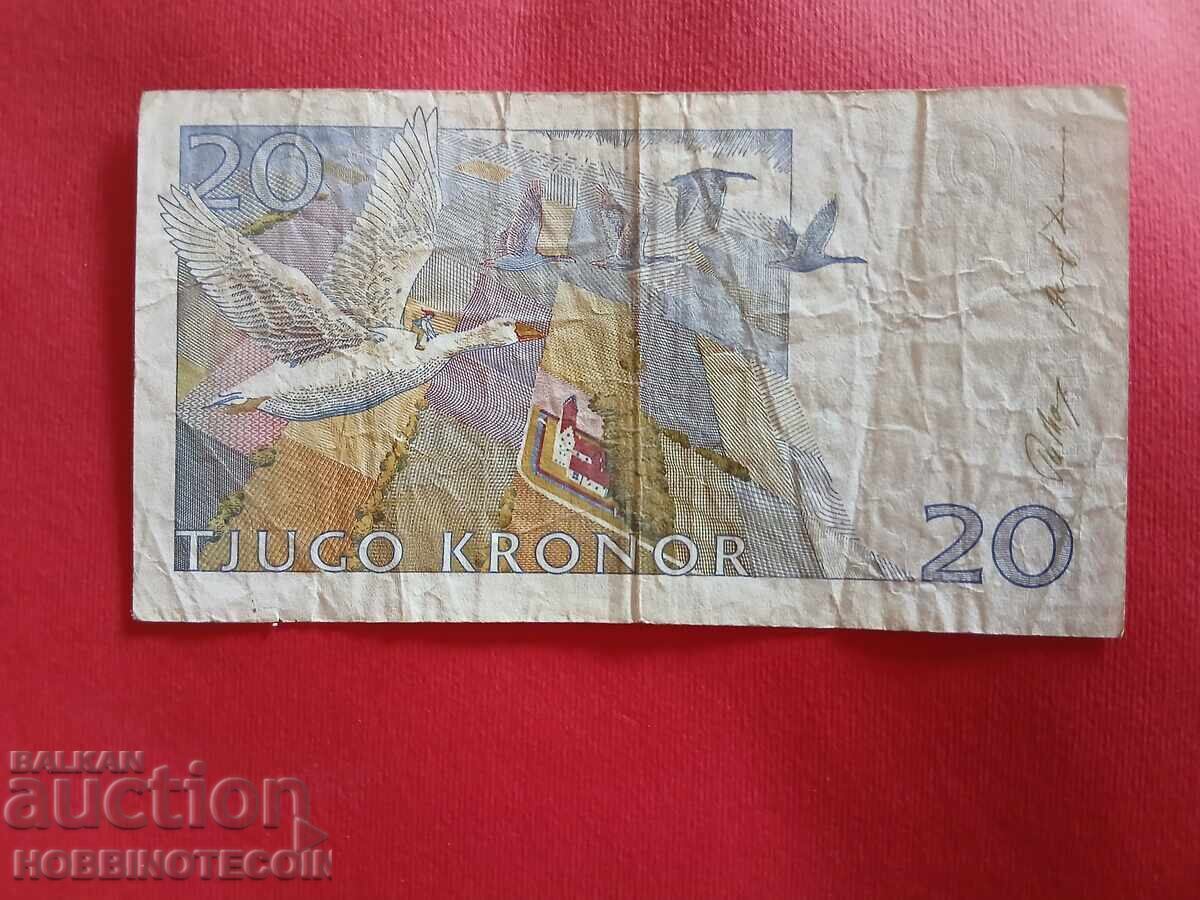 20
TJUGO KRONOR
20
BALKAN
auction
HOBBINOTECOIN